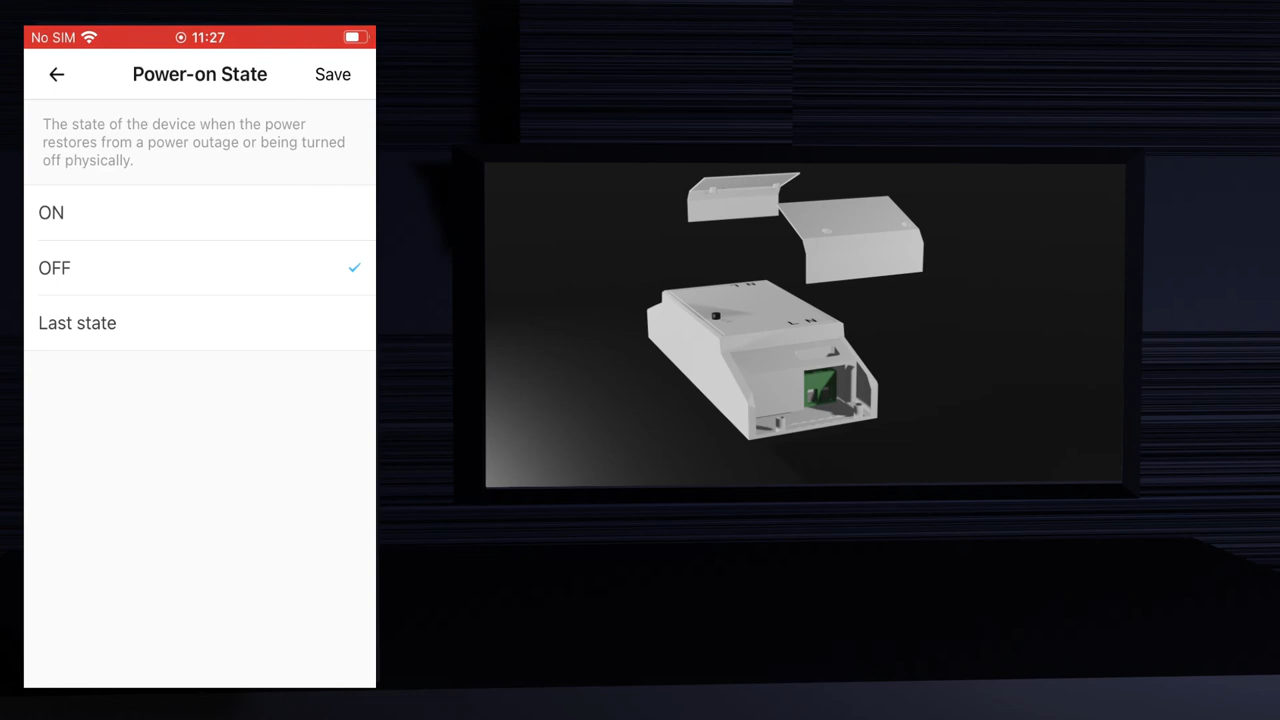 No SIM 11:27
Power-on State Save
The state of the device when the power
restores from a power outage or being turned
off physically.
ON
OFF
Last state
L N